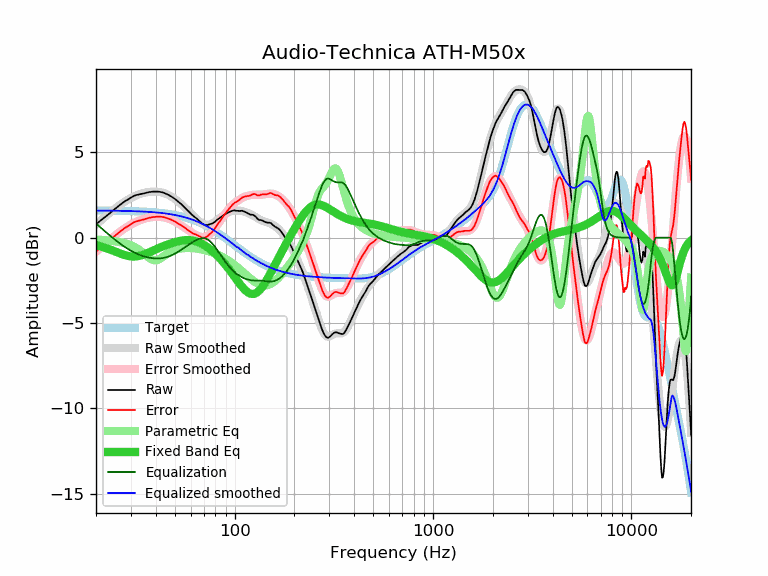 Audio-Technica ATH-M50x
Amplitude (dBr)
5
0
−5
−10
−15
Target
Raw Smoothed
Error Smoothed
Raw
Error
Parametric Eq
Fixed Band Eq
Equalization
Equalized smoothed
100 1000 10000
Frequency (Hz)